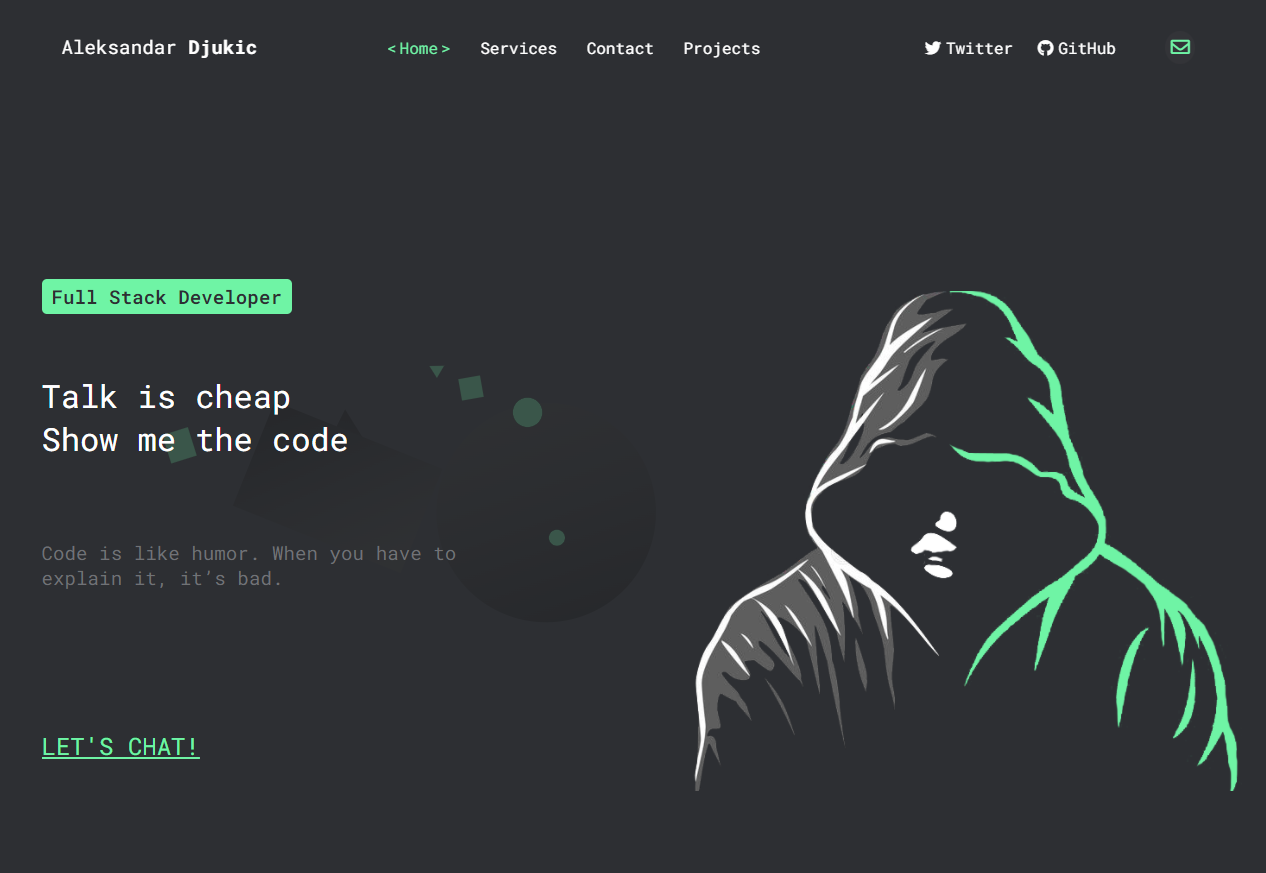 Aleksandar Djukic
<Home>
Services
Contact
Projects
Twitter
GitHub
Full Stack Developer
Talk is cheap
Show me the code
Code is like humor. When you have to
explain it, it’s bad.
LET'S CHAT!